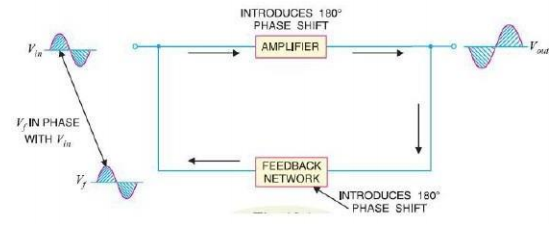 INTRODUCES 180°
PHASE SHIFT
AMPLIFIER
Vin
Vout
Vf IN PHASE
WITH Vin
Vf
FEEDBACK
NETWORK
INTRODUCES 180°
PHASE SHIFT